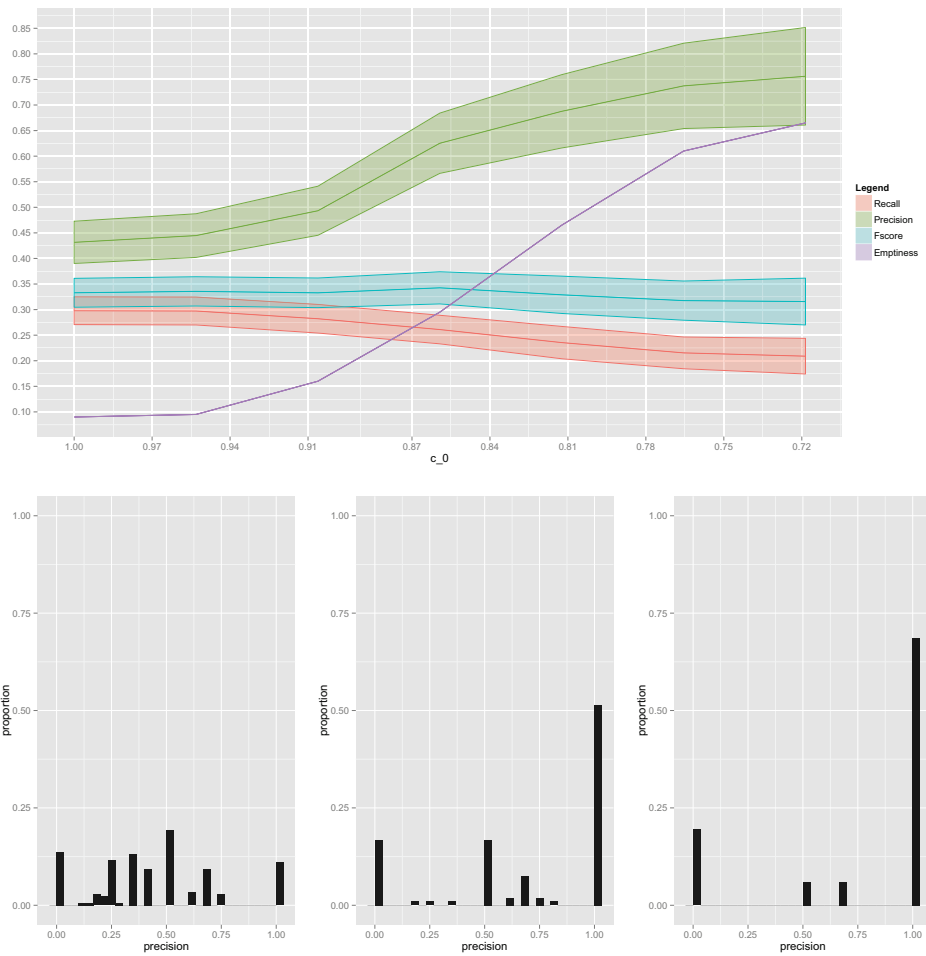 0.85
0.80
0.75
0.70
0.65
0.60
0.55
0.50
0.45
0.40
0.35
0.30
0.25
0.20
0.15
0.10
1.00 0.97 0.94 0.91 0.87 0.84 0.81 0.78 0.75 0.72
c_0
Legend
Recall
Precision
Fscore
Emptiness
1.00
0.75
0.50
0.25
0.00
proportion
0.00 0.25 0.50 0.75 1.00
precision
1.00
0.75
0.50
0.25
0.00
proportion
0.00 0.25 0.50 0.75 1.00
precision
1.00
0.75
0.50
0.25
0.00
proportion
0.00 0.25 0.50 0.75 1.00
precision